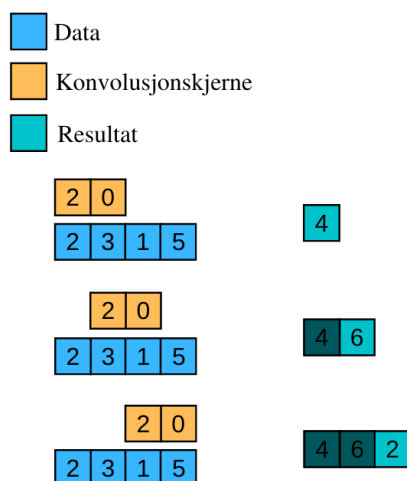 Data
Konvolusjonskjerne
Resultat
2 0
2 3 1 5
4
2 0
2 3 1 5
4 6
2 0
2 3 1 5
4 6 2